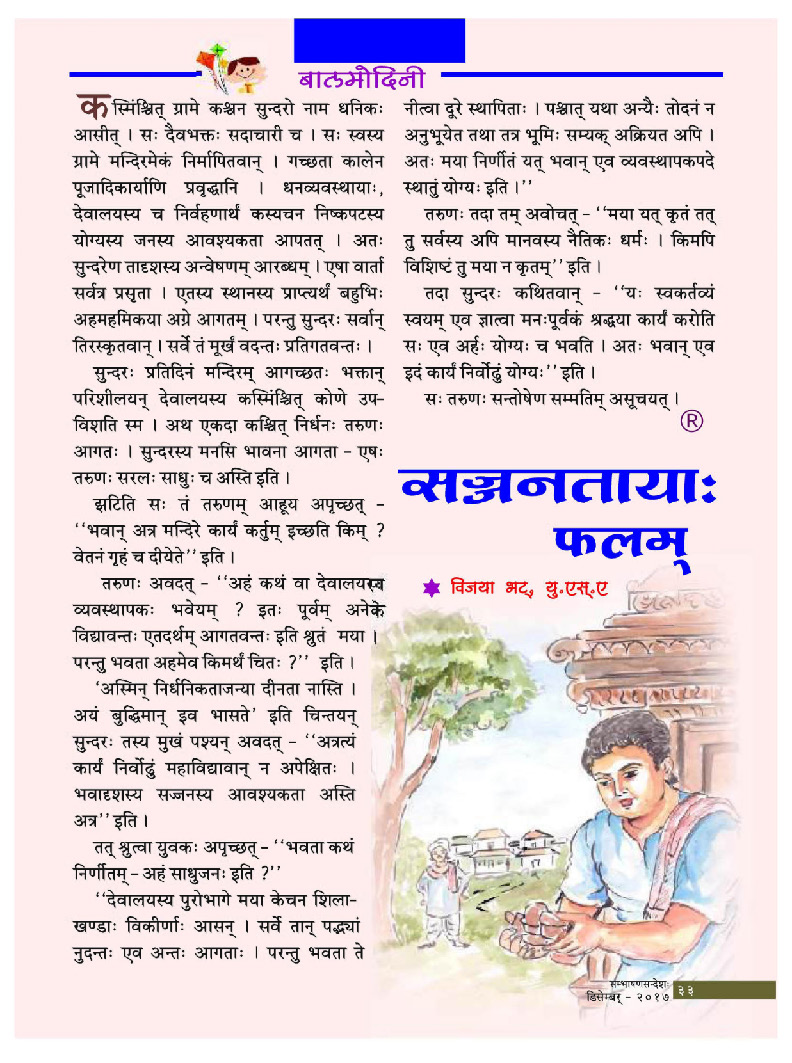 बालमोदिनी
कस्मिंश्चित् ग्रामे कश्चन सुन्दरो नाम धनिकः
आसीत् । सः दैवभक्तः सदाचारी च । सः स्वस्य
ग्रामे मन्दिरमेकं निर्मापितवान् । गच्छता कालेन
पूजादिकार्याणि प्रवृद्धानि । धनव्यवस्थायाः,
देवालयस्य च निर्वहणार्थं कस्यचन निष्कपटस्य
योग्यस्य जनस्य आवश्यकता आपतत् । अतः
सुन्दरेण तादृशस्य अन्वेषणम् आरब्धम् । एषा वार्ता
सर्वत्र प्रसृता । एतस्य स्थानस्य प्राप्त्यर्थं बहुभिः
अहमहमिकया अग्रे आगतम् । परन्तु सुन्दरः सर्वान्
तिरस्कृतवान् । सर्वे तं मूर्खं वदन्तः प्रतिगतवन्तः ।
सुन्दरः प्रतिदिनं मन्दिरम् आगच्छतः भक्तान्
परिशीलयन् देवालयस्य कस्मिंश्चित् कोणे उप-
विशति स्म । अथ एकदा कश्चित् निर्धनः तरुणः
आगतः । सुन्दरस्य मनसि भावना आगता – एषः
तरुणः सरलः साधुः च अस्ति इति ।
झटिति सः तं तरुणम् आहूय अपृच्छत् –
‘‘भवान् अत्र मन्दिरे कार्यं कर्तुम् इच्छति किम् ?
वेतनं गृहं च दीयेते’’ इति ।
तरुणः अवदत् – ‘‘अहं कथं वा देवालयस्य
व्यवस्थापकः भवेयम् ? इतः पूर्वम् अनेके
विद्यावन्तः एतदर्थम् आगतवन्तः इति श्रुतं मया ।
परन्तु भवता अहमेव किमर्थं चितः ?’’ इति ।
‘अस्मिन् निर्धनिकताजन्या दीनता नास्ति ।
अयं बुद्धिमान् इव भासते’ इति चिन्तयन्
सुन्दरः तस्य मुखं पश्यन् अवदत् – ‘‘अत्रत्यं
कार्यं निर्वोढुं महाविद्यावान् न अपेक्षितः ।
भवादृशस्य सज्जनस्य आवश्यकता अस्ति
अत्र’’ इति ।
तत् श्रुत्वा युवकः अपृच्छत् – ‘‘भवता कथं
निर्णीतम् – अहं साधुजनः इति ?’’
‘‘देवालयस्य पुरोभागे मया केचन शिला-
खण्डाः विकीर्णाः आसन् । सर्वे तान् पद्भ्यां
नुदन्तः एव अन्तः आगताः । परन्तु भवता ते
नीत्वा दूरे स्थापिताः । पश्चात् यथा अन्यैः तोदनं न
अनुभूयेत तथा तत्र भूमिः सम्यक् अक्रियत अपि ।
अतः मया निर्णीतं यत् भवान् एव व्यवस्थापकपदे
स्थातुं योग्यः इति ।’’
तरुणः तदा तम् अवोचत् – ‘‘मया यत् कृतं तत्
तु सर्वस्य अपि मानवस्य नैतिकः धर्मः । किमपि
विशिष्टं तु मया न कृतम्’’ इति ।
तदा सुन्दरः कथितवान् – ‘‘यः स्वकर्तव्यं
स्वयम् एव ज्ञात्वा मनःपूर्वकं श्रद्धया कार्यं करोति
सः एव अर्हः योग्यः च भवति । अतः भवान् एव
इदं कार्यं निर्वोढुं योग्यः’’ इति ।
सः तरुणः सन्तोषेण सम्मतिम् असूचयत् ।
®
सज्जनतायाः
फलम्
विजया भट्, यु.एस्.ए
सम्भाषणसन्देशः
डिसेम्बर् – २०१७ ३३